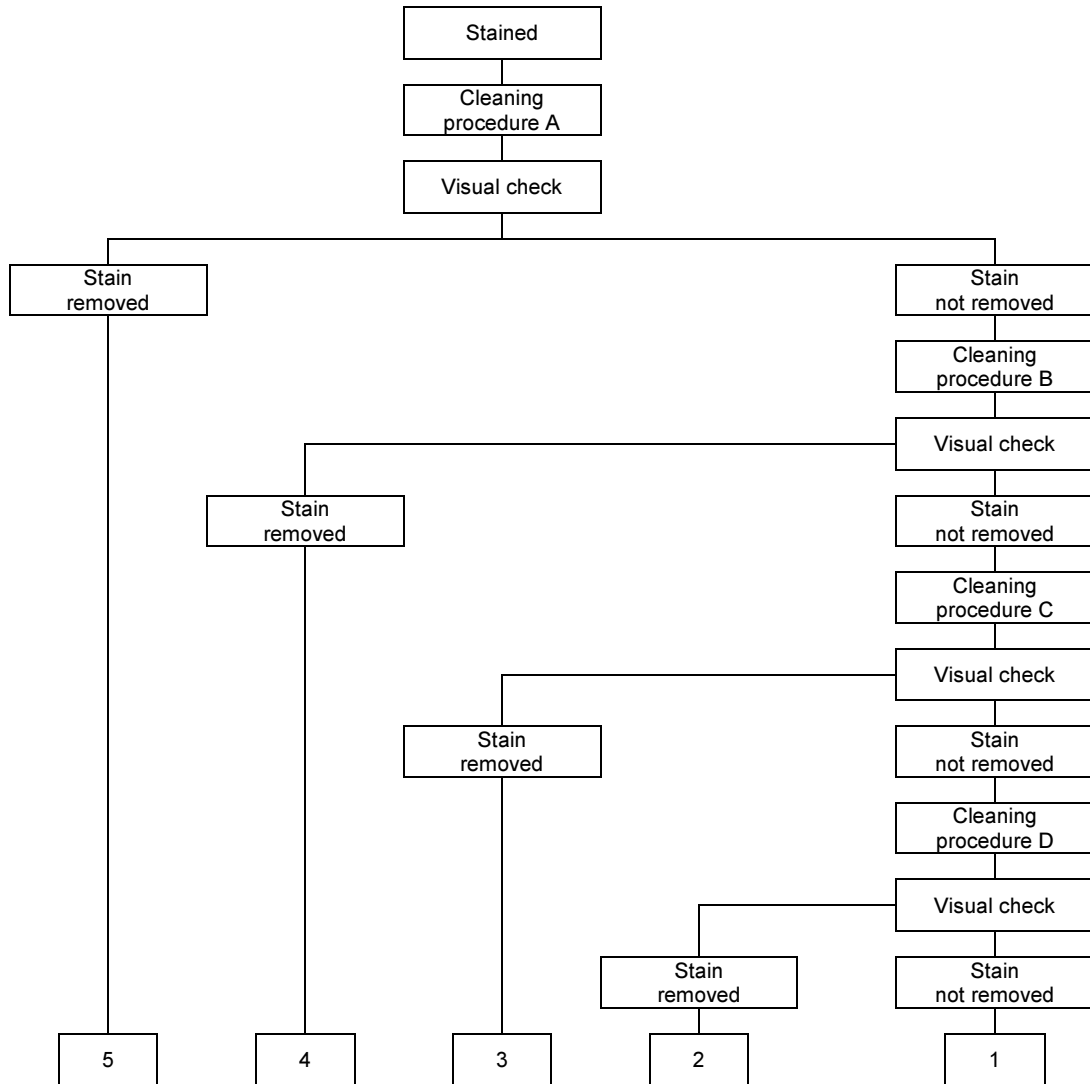 Stained
Cleaning
procedure A
Visual check
Stain
removed
Stain
not removed
Cleaning
procedure B
Visual check
Stain
removed
Stain
not removed
Cleaning
procedure C
Visual check
Stain
removed
Stain
not removed
Cleaning
procedure D
Visual check
Stain
removed
Stain
not removed
5
4
3
2
1